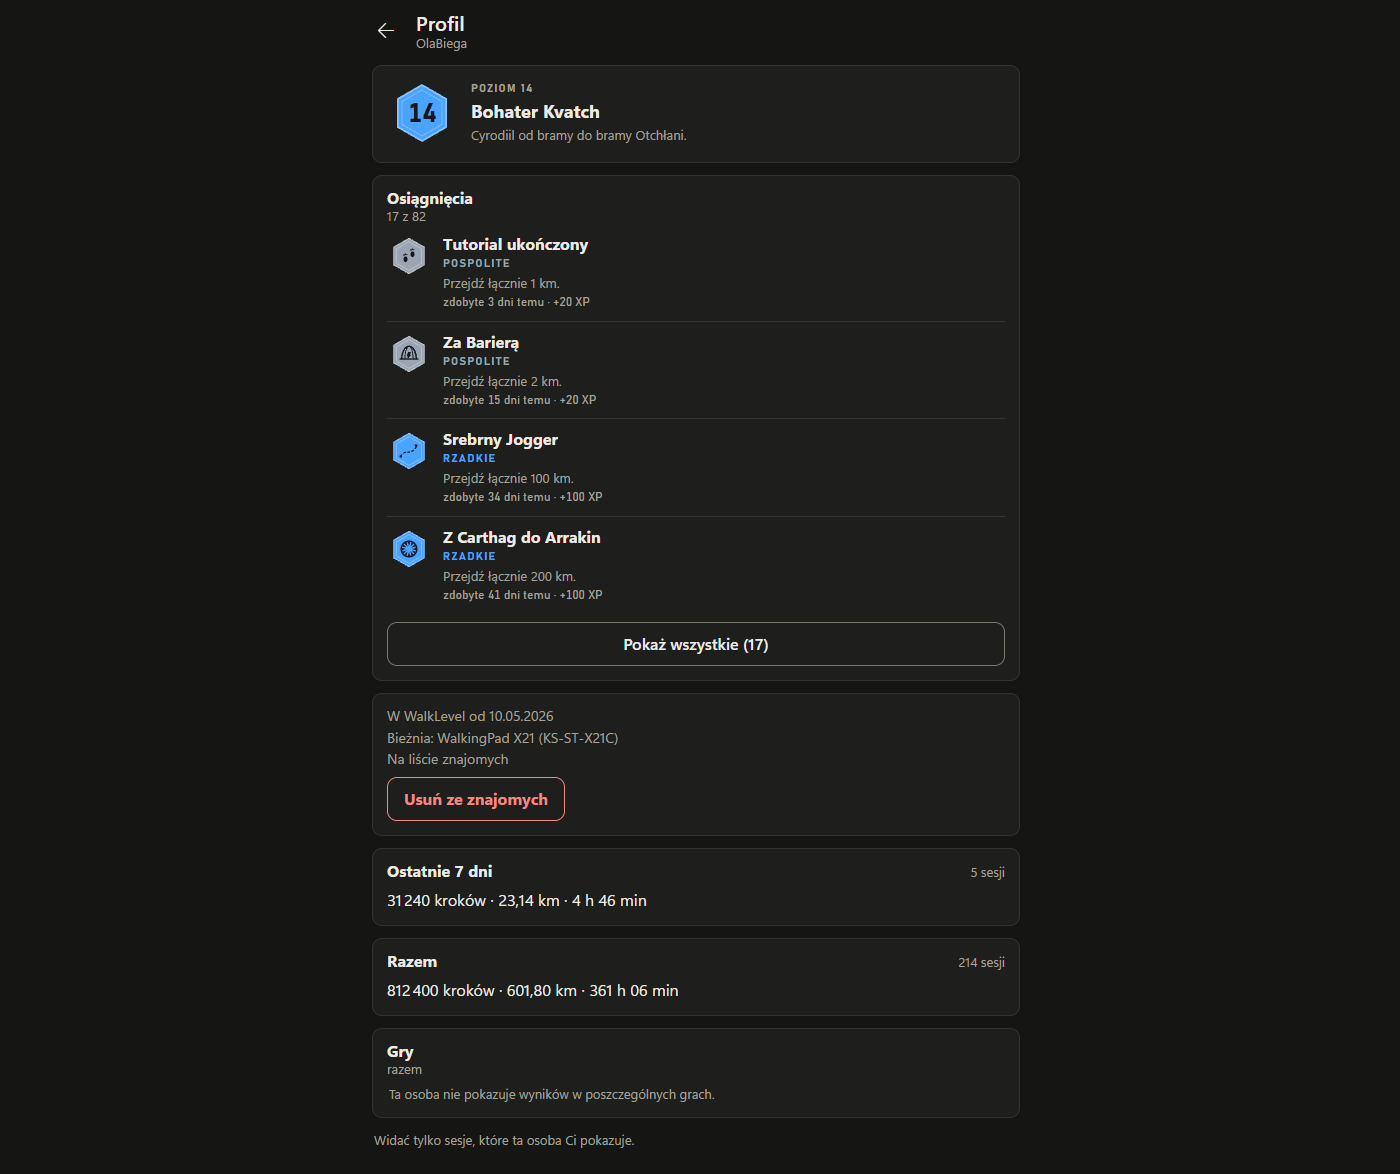 Profil
OlaBiega
14
POZIOM 14
Bohater Kvatch
Cyrodiil od bramy do bramy Otchłani.
Osiągnięcia
17 z 82
Tutorial ukończony
POSPOLITE
Przejdź łącznie 1 km.
zdobyte 3 dni temu · +20 XP
Za Barierą
POSPOLITE
Przejdź łącznie 2 km.
zdobyte 15 dni temu · +20 XP
Srebrny Jogger
RZADKIE
Przejdź łącznie 100 km.
zdobyte 34 dni temu · +100 XP
Z Carthag do Arrakin
RZADKIE
Przejdź łącznie 200 km.
zdobyte 41 dni temu · +100 XP
Pokaż wszystkie (17)
W WalkLevel od 10.05.2026
Bieżnia: WalkingPad X21 (KS-ST-X21C)
Na liście znajomych
Usuń ze znajomych
Ostatnie 7 dni
5 sesji
31 240 kroków · 23,14 km · 4 h 46 min
Razem
214 sesji
812 400 kroków · 601,80 km · 361 h 06 min
Gry
razem
Ta osoba nie pokazuje wyników w poszczególnych grach.
Widać tylko sesje, które ta osoba Ci pokazuje.